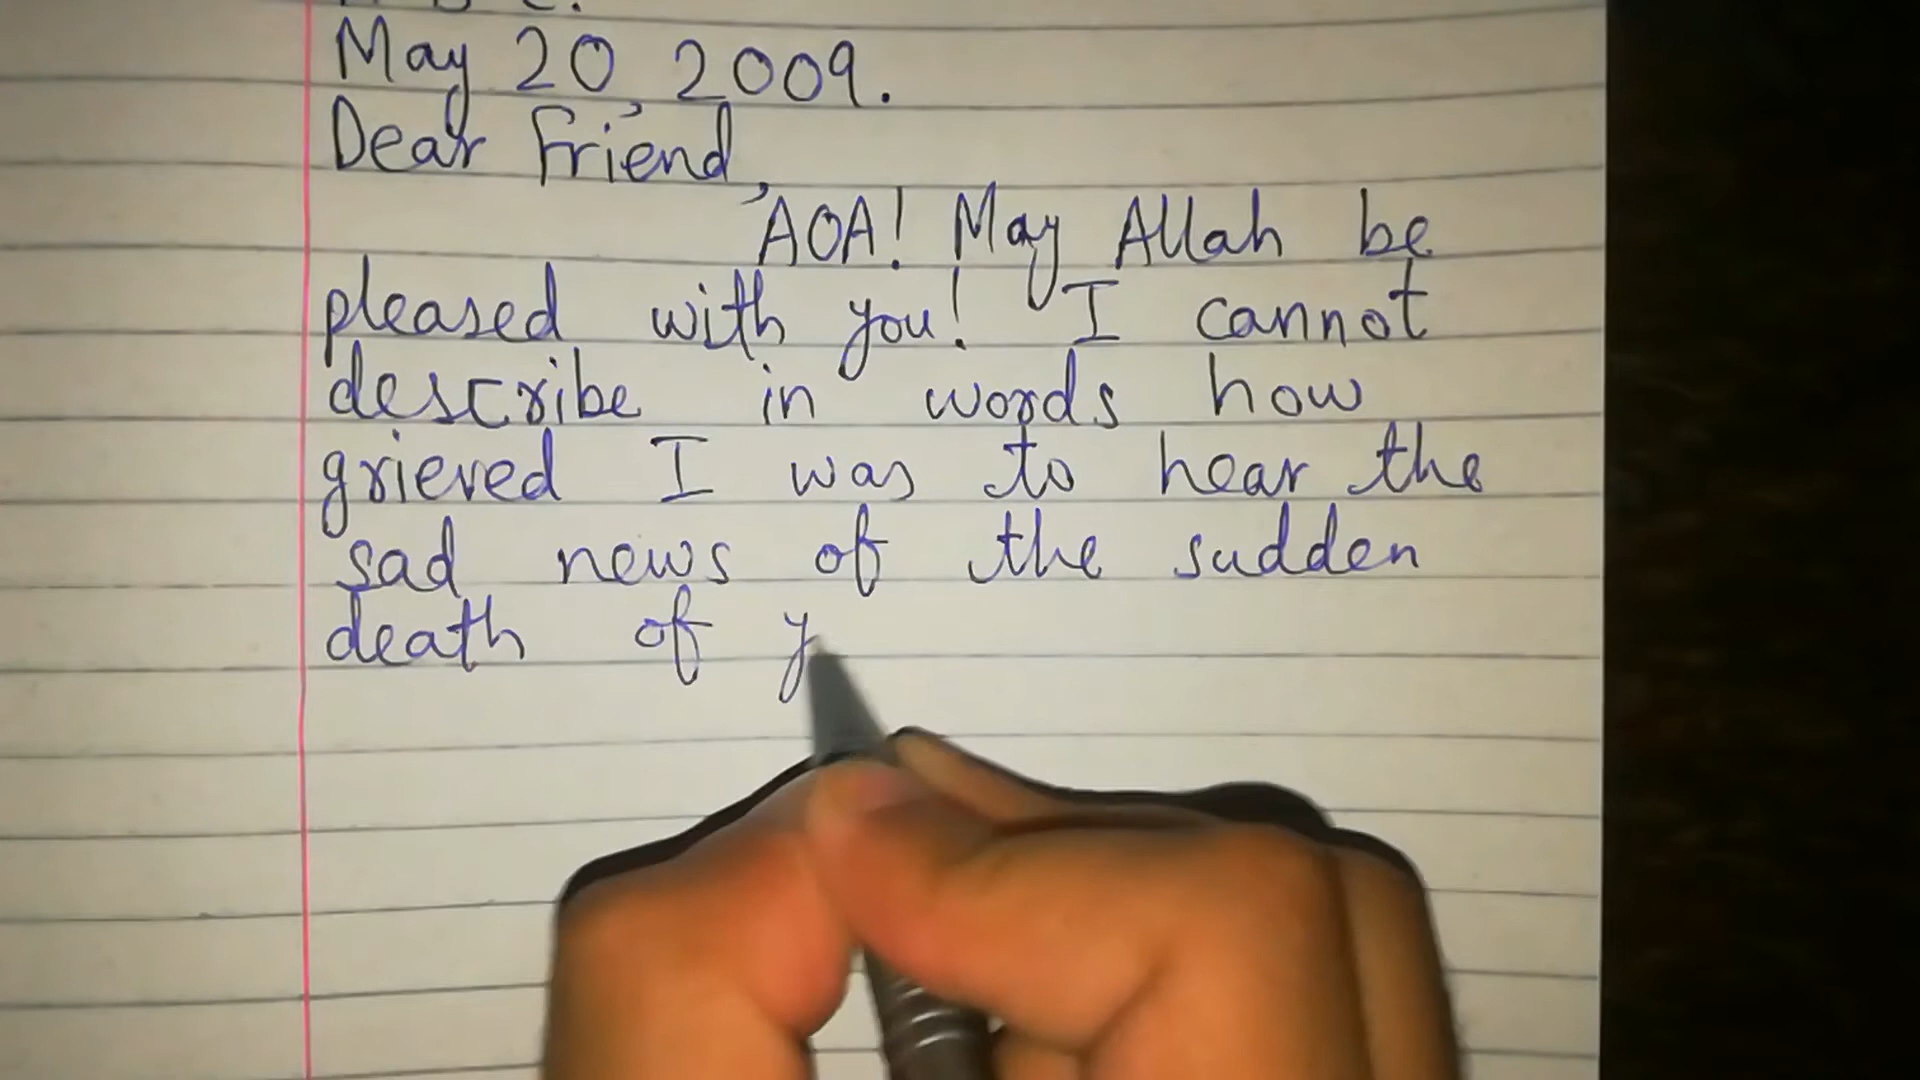 May 20, 2009.
Dear Friend,
AOA! May Allah be
pleased with you! I cannot
describe in words how
grieved I was to hear the
sad news of the sudden
death of y